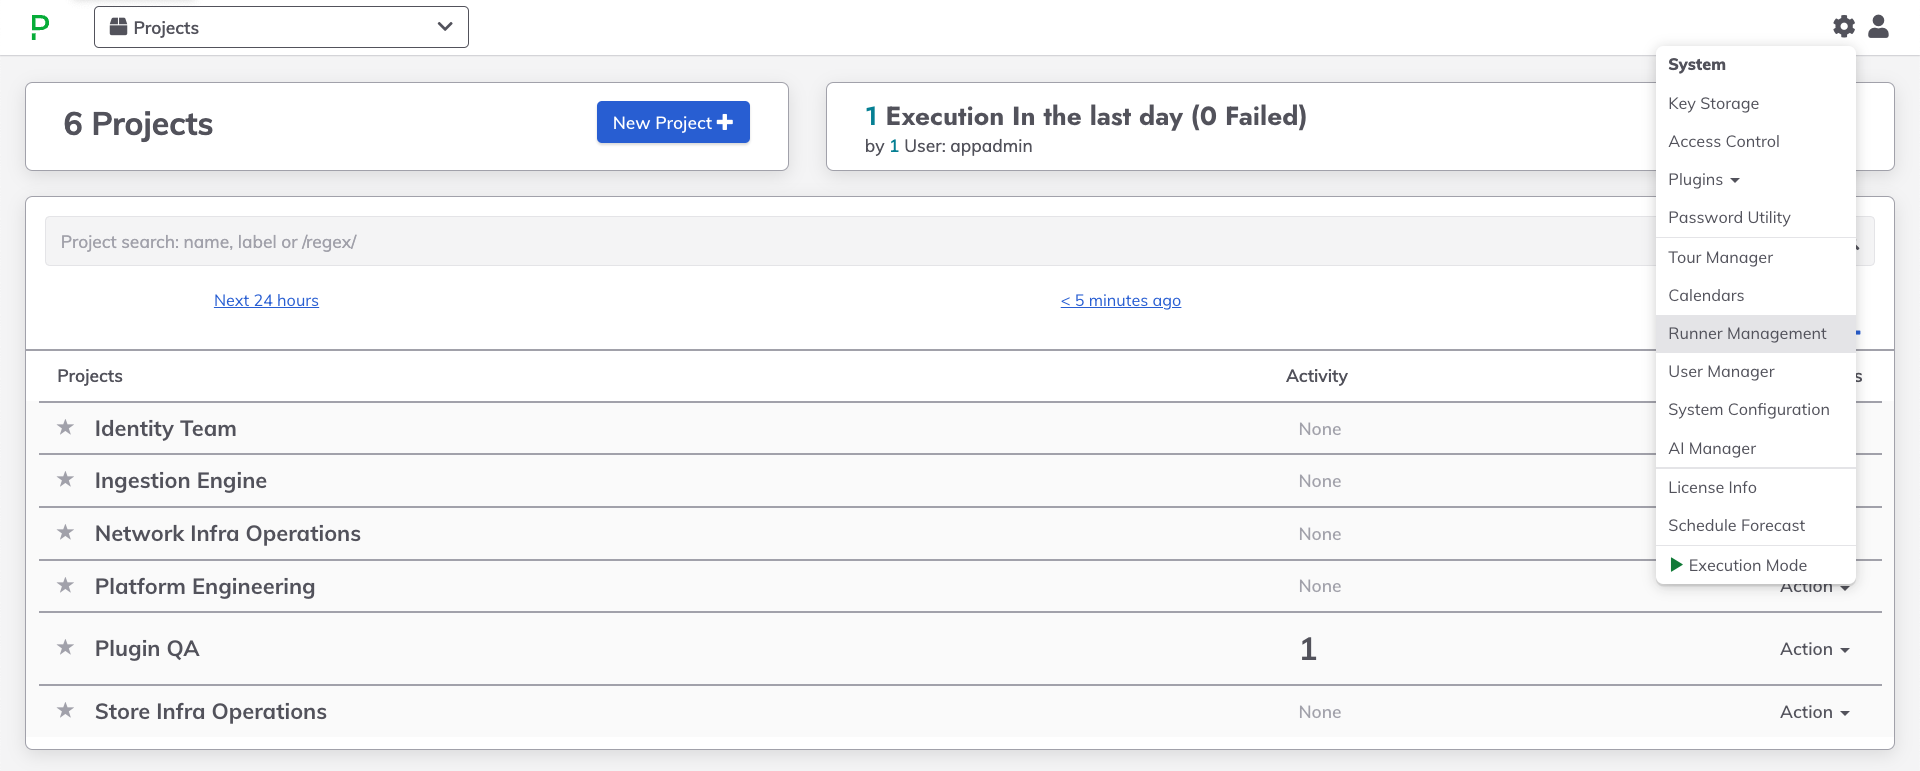 P
Projects
6 Projects
New Project
1 Execution In the last day (0 Failed)
by 1 User: appadmin
Project search: name, label or /regex/
Next 24 hours
< 5 minutes ago
Projects
Activity
s
Identity Team
None
Ingestion Engine
None
Network Infra Operations
None
Platform Engineering
None
Action
Plugin QA
1
Action
Store Infra Operations
None
Action
System
Key Storage
Access Control
Plugins
Password Utility
Tour Manager
Calendars
Runner Management
User Manager
System Configuration
AI Manager
License Info
Schedule Forecast
Execution Mode